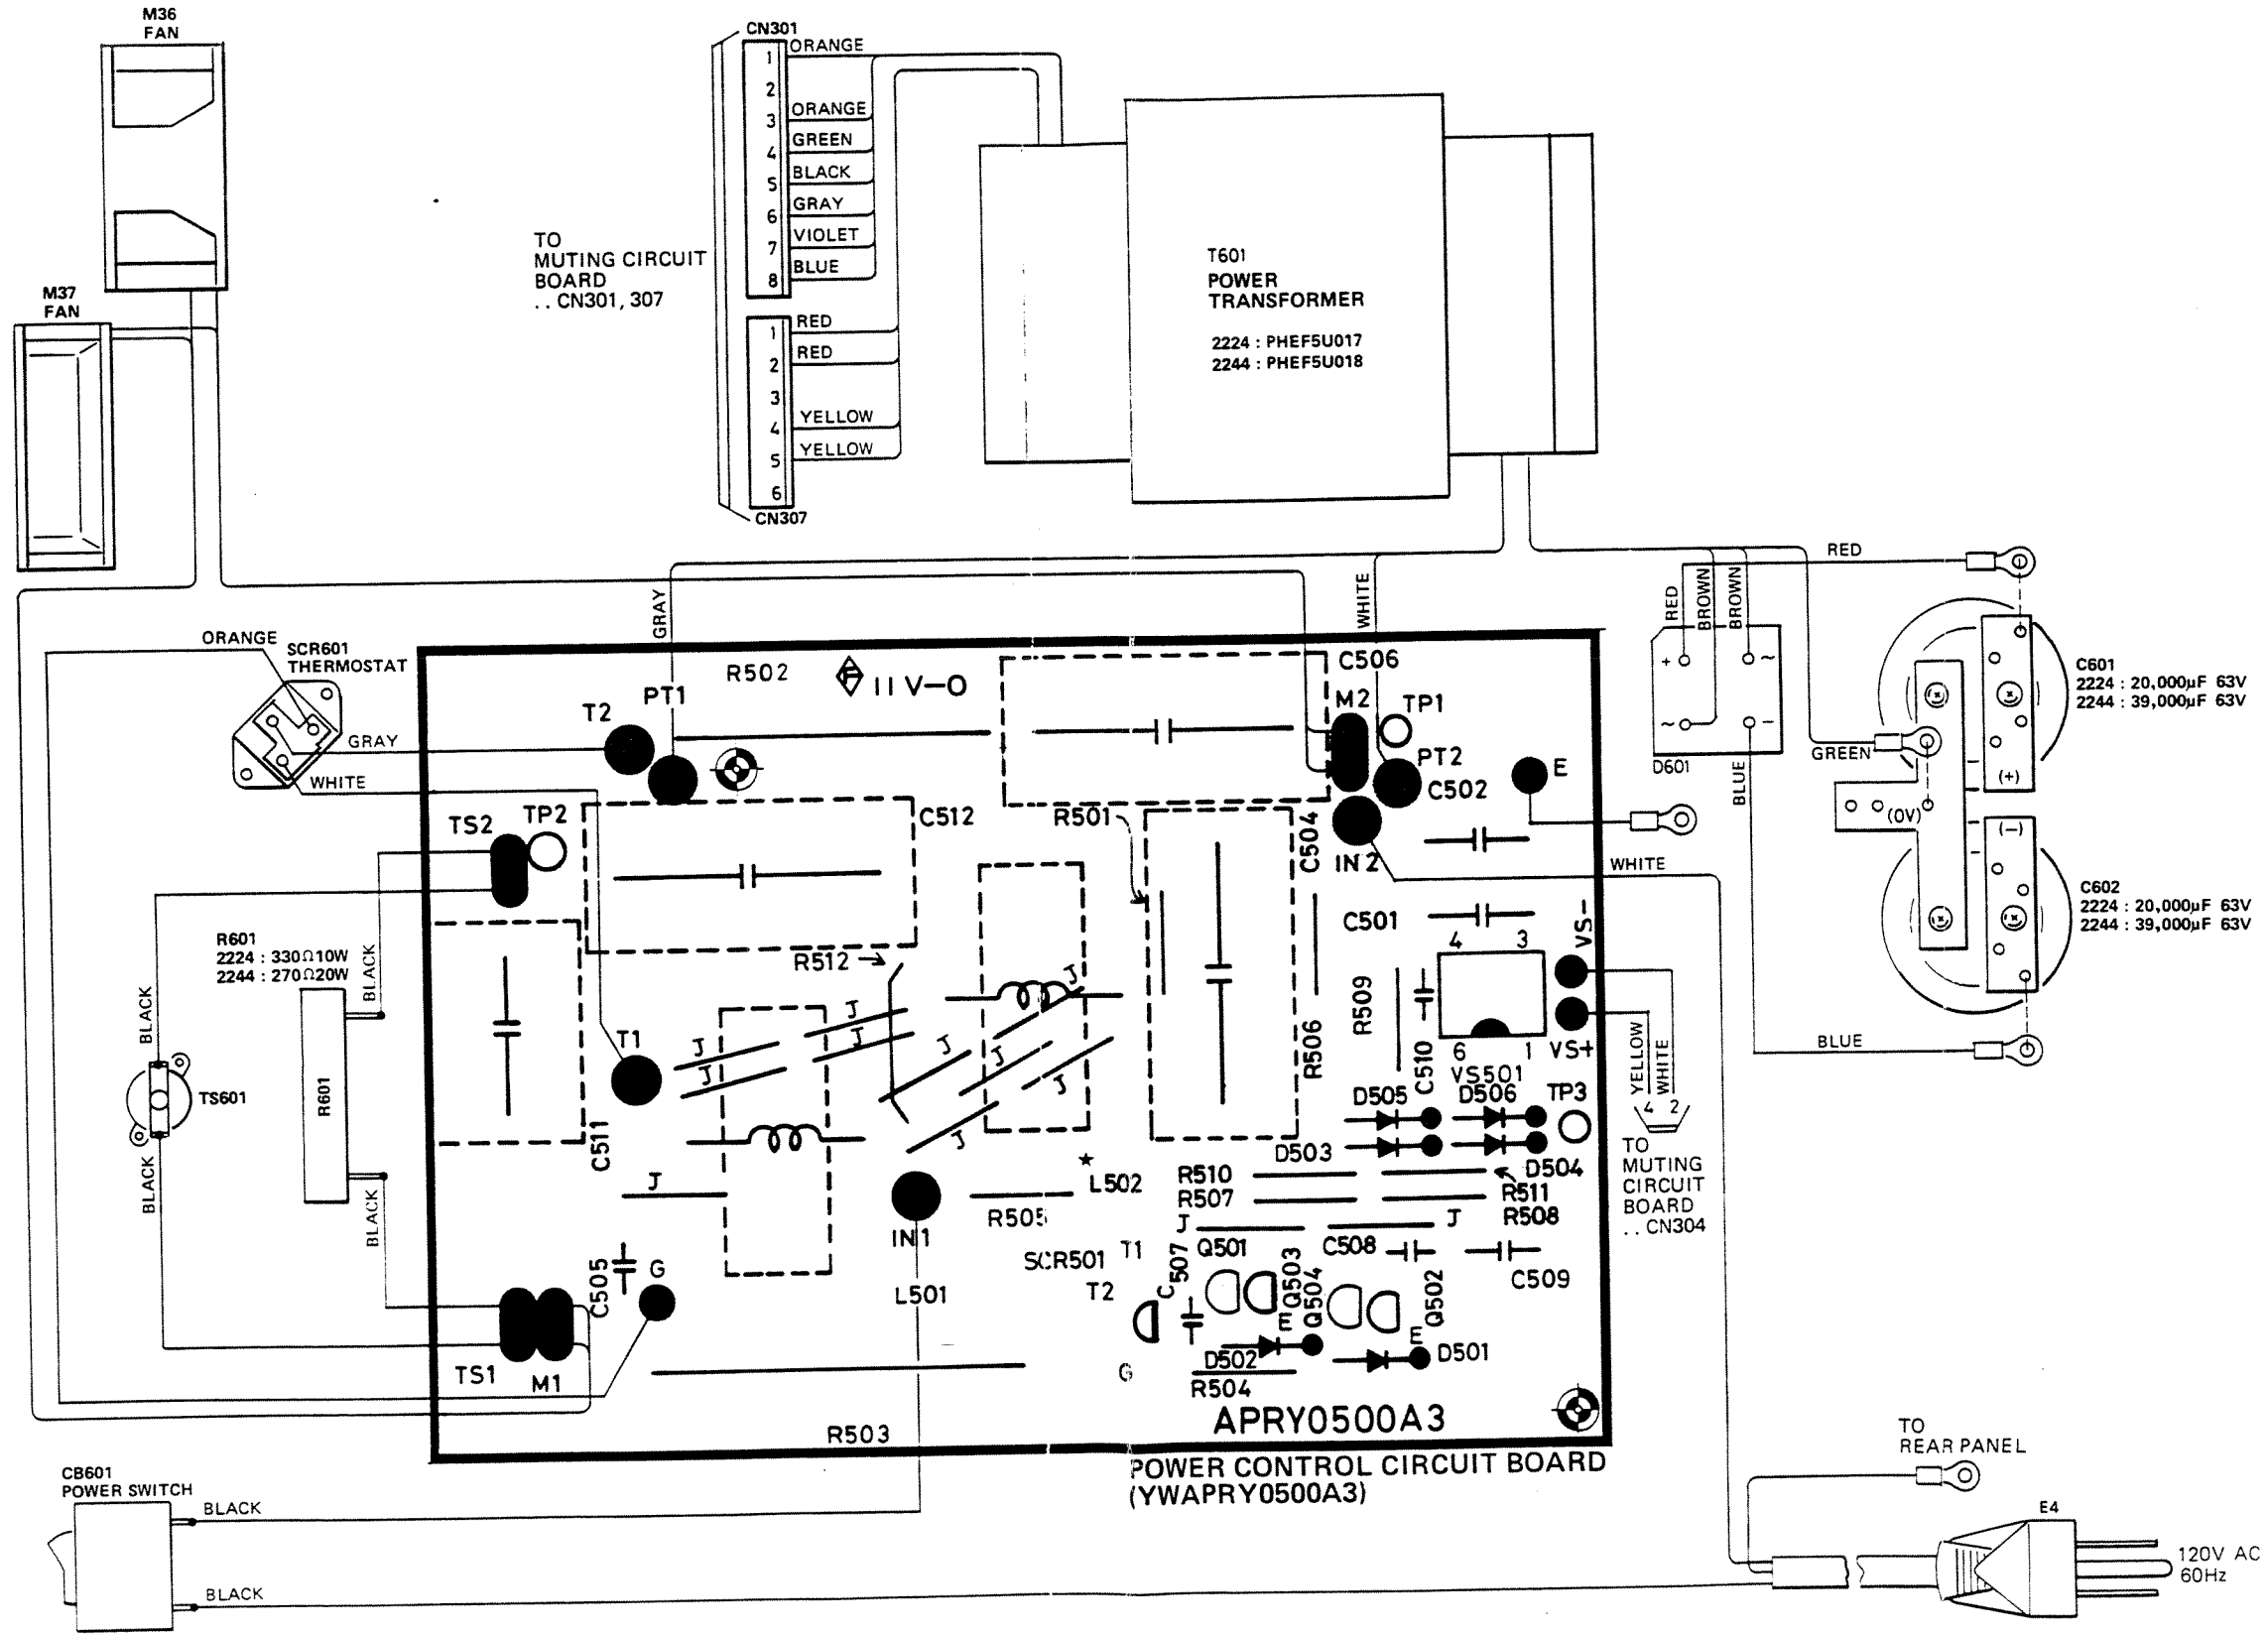 M36
FAN
M37
FAN
CN301
1 ORANGE
2
3 ORANGE
4 GREEN
5 BLACK
6 GRAY
7 VIOLET
8 BLUE
TO
MUTING CIRCUIT
BOARD
. . CN301, 307
1 RED
2 RED
3
4 YELLOW
5 YELLOW
6
CN307
T601
POWER
TRANSFORMER
2224 : PHEF5U017
2244 : PHEF5U018
GRAY
WHITE
RED
RED
BROWN
BROWN
+
~
~
−
D601
BLUE
GREEN
(+)
(0V)
(−)
C601
2224 : 20,000µF 63V
2244 : 39,000µF 63V
C602
2224 : 20,000µF 63V
2244 : 39,000µF 63V
BLUE
ORANGE
SCR601
THERMOSTAT
GRAY
WHITE
R601
2224 : 330Ω10W
2244 : 270Ω20W
BLACK
BLACK
R601
TS601
BLACK
BLACK
R502
11 V-0
C506
PT1
T2
M2
TP1
PT2
C502
E
TS2
TP2
C512
R501
C504
IN2
WHITE
C501
4 3
VS-
R512
R509
J
J
J
J
J
J
J
J
J
T1
R506
C510
6 1
VS+
VS501
YELLOW
WHITE
4 2
D505
D506
TP3
C511
D503
D504
TO
MUTING
CIRCUIT
BOARD
. . CN304
L502
R510
R511
R507
R508
J
R505
IN1
J
J
SCR501
T1
T2
C507
Q501
Q503
Q504
C508
Q502
C509
C505
G
L501
E
E
D502
D501
G
R504
TS1
M1
R503
APRY0500A3
POWER CONTROL CIRCUIT BOARD
(YWAPRY0500A3)
CB601
POWER SWITCH
BLACK
BLACK
TO
REAR PANEL
E4
120V AC
60Hz